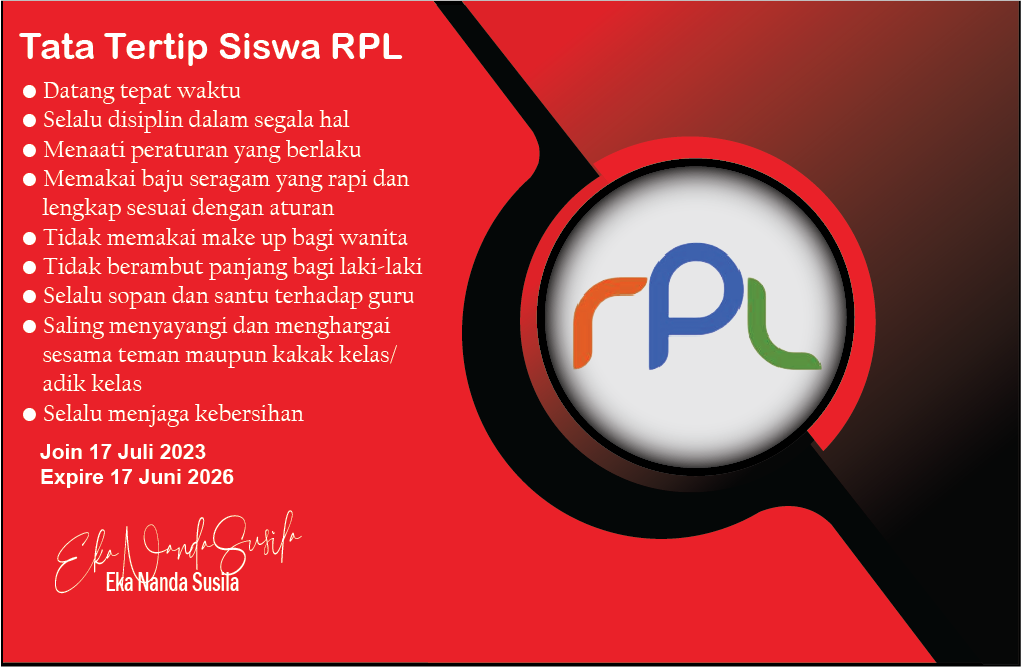 Tata Tertip Siswa RPL
● Datang tepat waktu
● Selalu disiplin dalam segala hal
● Menaati peraturan yang berlaku
● Memakai baju seragam yang rapi dan
lengkap sesuai dengan aturan
● Tidak memakai make up bagi wanita
● Tidak berambut panjang bagi laki-laki
● Selalu sopan dan santu terhadap guru
● Saling menyayangi dan menghargai
sesama teman maupun kakak kelas/
adik kelas
● Selalu menjaga kebersihan
Join 17 Juli 2023
Expire 17 Juni 2026
Eka Nanda Susila
Eka Nanda Susila
rPL